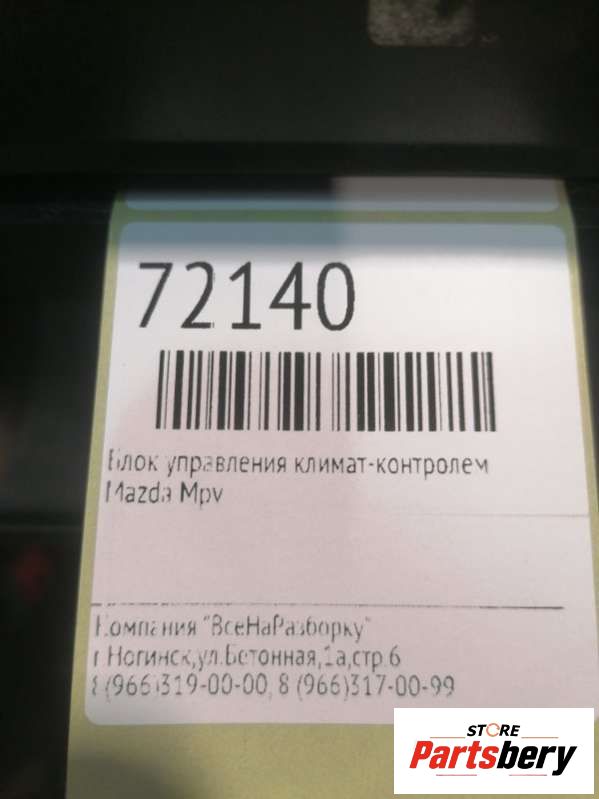 72140
Блок управления климат-контролем
Mazda Mpv
Компания "ВсеНаРазборку"
г.Ногинск,ул.Бетонная,1а,стр.6
8 (966)319-00-00, 8 (966)317-00-99
STORE
Partsbery